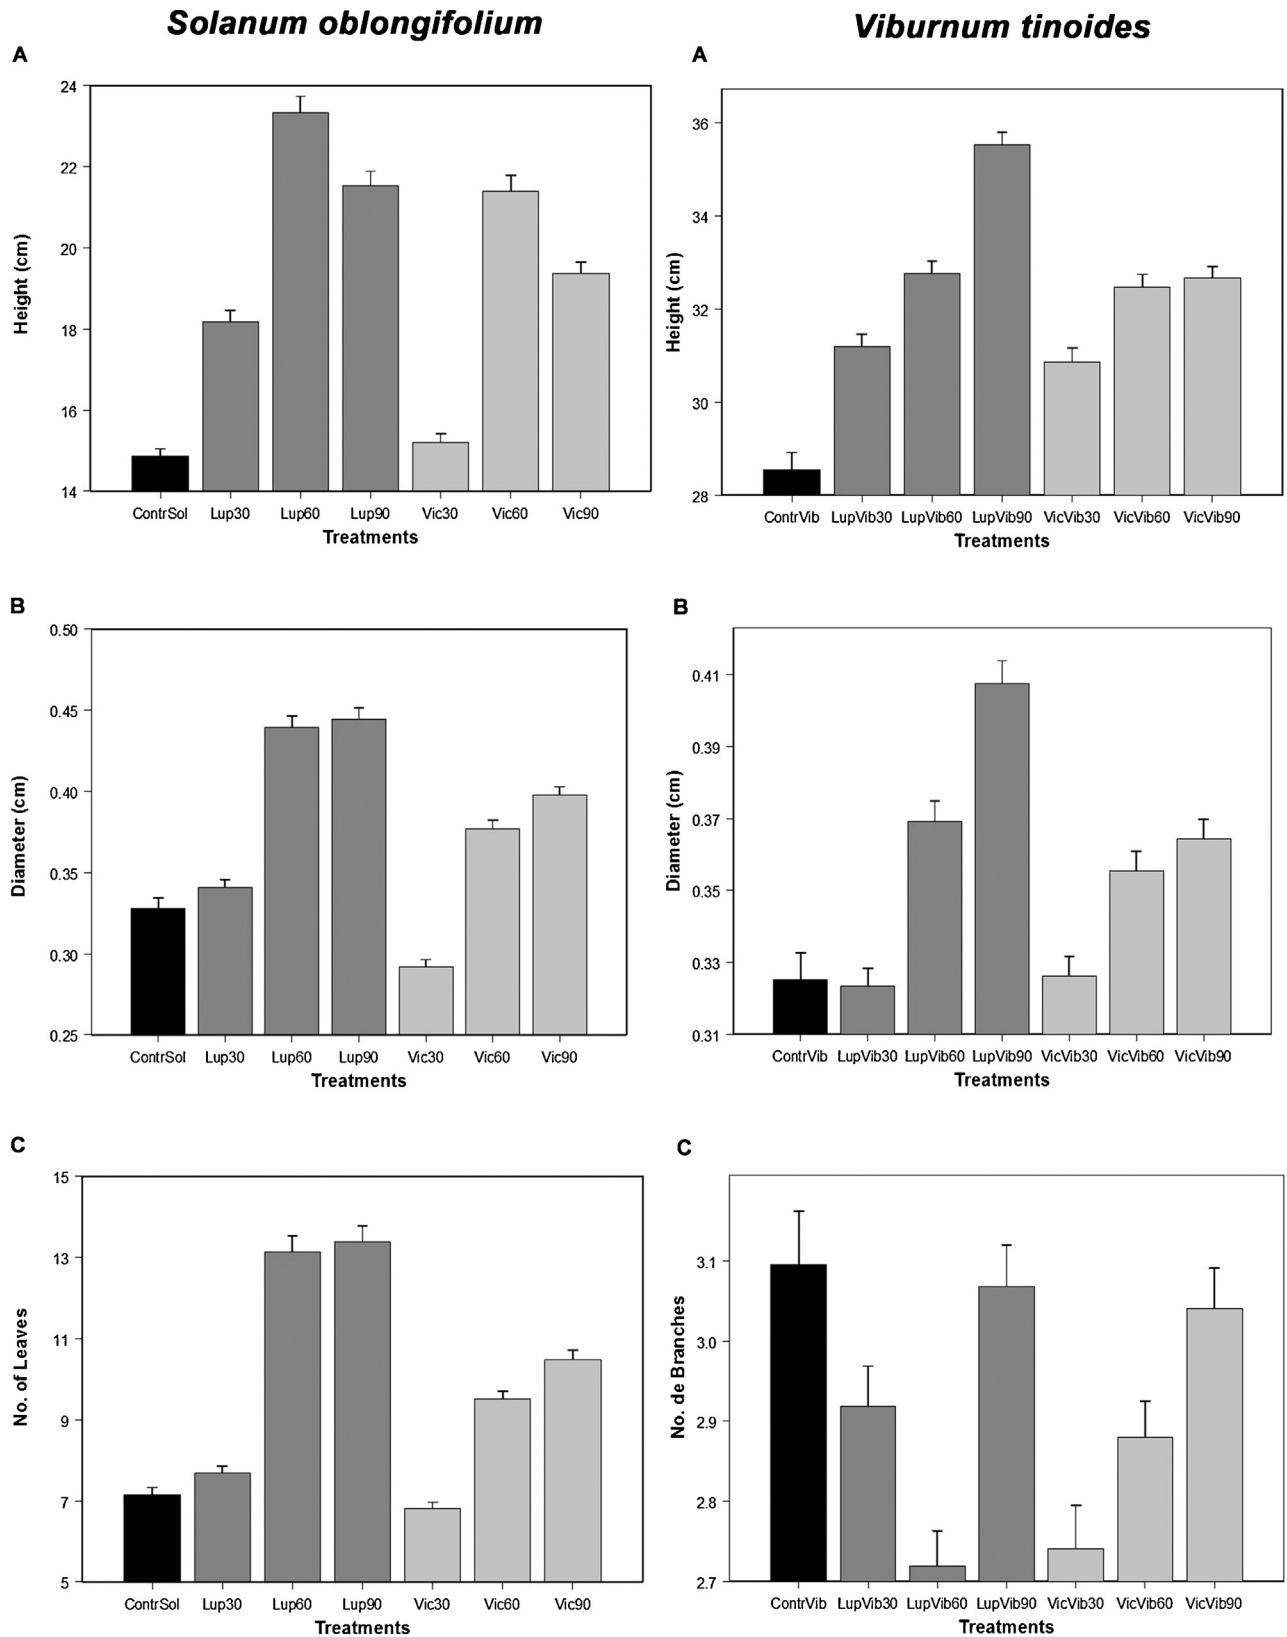 Solanum oblongifolium
Viburnum tinoides
A
24
22
20
18
16
14
Height (cm)
ContrSol Lup30 Lup60 Lup90 Vic30 Vic60 Vic90
Treatments
A
36
34
32
30
28
Height (cm)
ContrVib LupVib30 LupVib60 LupVib90 VicVib30 VicVib60 VicVib90
Treatments
B
0.50
0.45
0.40
0.35
0.30
0.25
Diameter (cm)
ContrSol Lup30 Lup60 Lup90 Vic30 Vic60 Vic90
Treatments
B
0.41
0.39
0.37
0.35
0.33
0.31
Diameter (cm)
ContrVib LupVib30 LupVib60 LupVib90 VicVib30 VicVib60 VicVib90
Treatments
C
15
13
11
9
7
5
No. of Leaves
ContrSol Lup30 Lup60 Lup90 Vic30 Vic60 Vic90
Treatments
C
3.1
3.0
2.9
2.8
2.7
No. de Branches
ContrVib LupVib30 LupVib60 LupVib90 VicVib30 VicVib60 VicVib90
Treatments